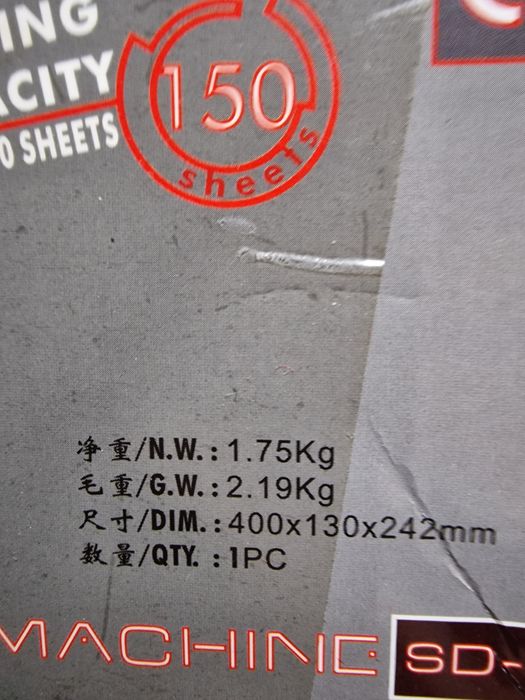 ING
ACITY
0 SHEETS
150
sheets
净重/N.W.: 1.75Kg
毛重/G.W.: 2.19Kg
尺寸/DIM.: 400x130x242mm
数量/QTY. : 1PC
MACHINE SD-